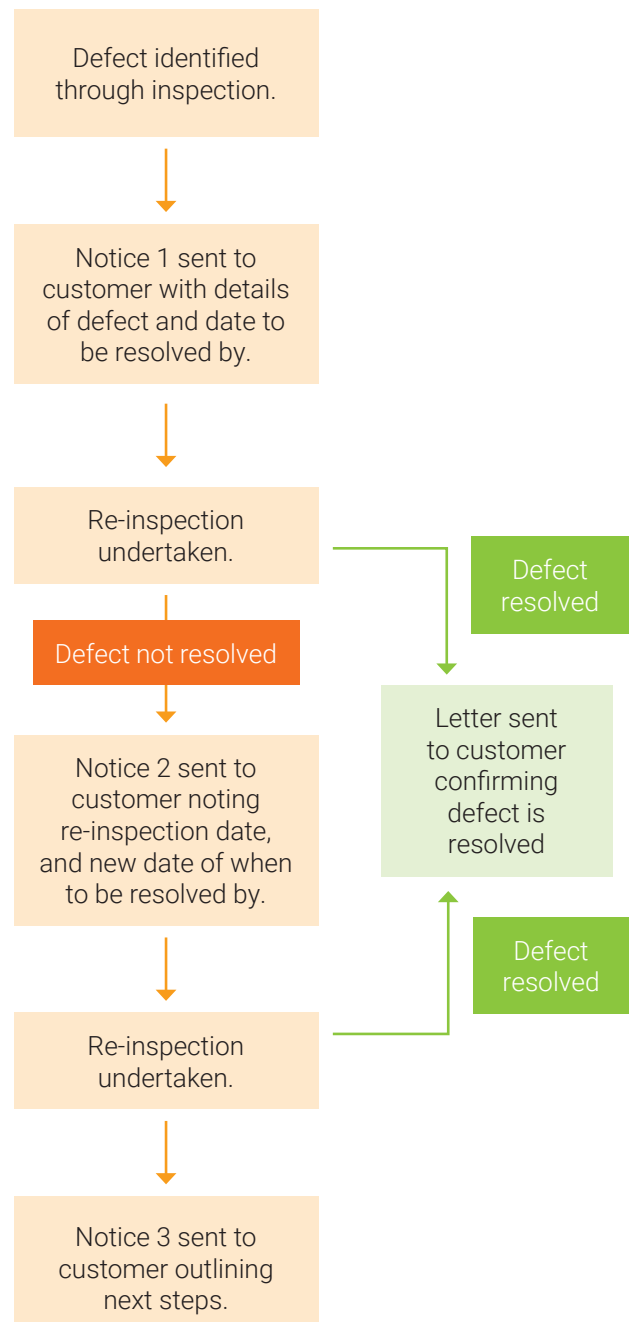 Defect identified
through inspection.
Notice 1 sent to
customer with details
of defect and date to
be resolved by.
Re-inspection
undertaken.
Defect
resolved
Defect not resolved
Letter sent
to customer
confirming
defect is
resolved
Notice 2 sent to
customer noting
re-inspection date,
and new date of when
to be resolved by.
Defect
resolved
Re-inspection
undertaken.
Notice 3 sent to
customer outlining
next steps.